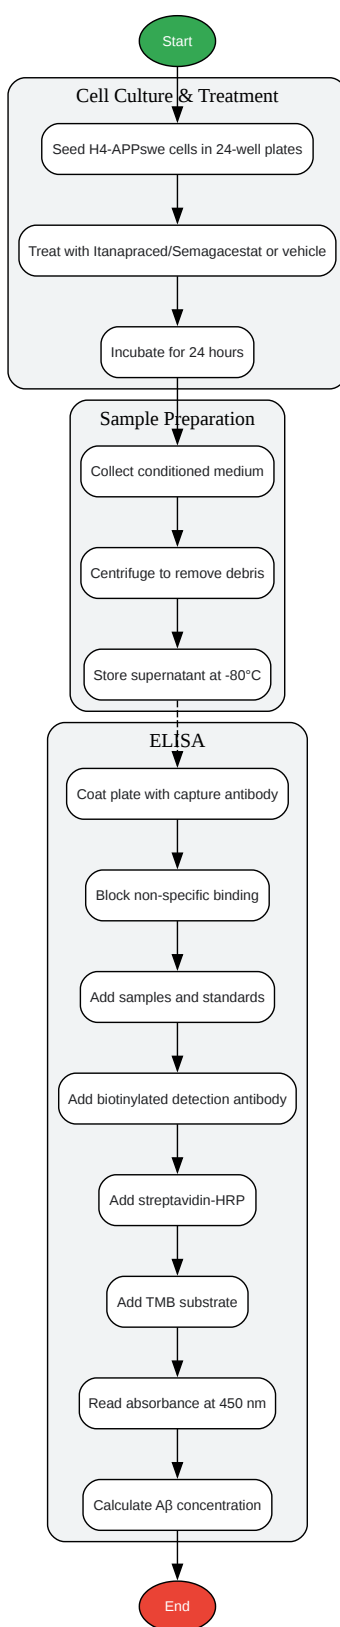 Start
Cell Culture & Treatment
Seed H4-APPswe cells in 24-well plates
Treat with Itanapraced/Semagacestat or vehicle
Incubate for 24 hours
Sample Preparation
Collect conditioned medium
Centrifuge to remove debris
Store supernatant at -80°C
ELISA
Coat plate with capture antibody
Block non-specific binding
Add samples and standards
Add biotinylated detection antibody
Add streptavidin-HRP
Add TMB substrate
Read absorbance at 450 nm
Calculate Aβ concentration
End